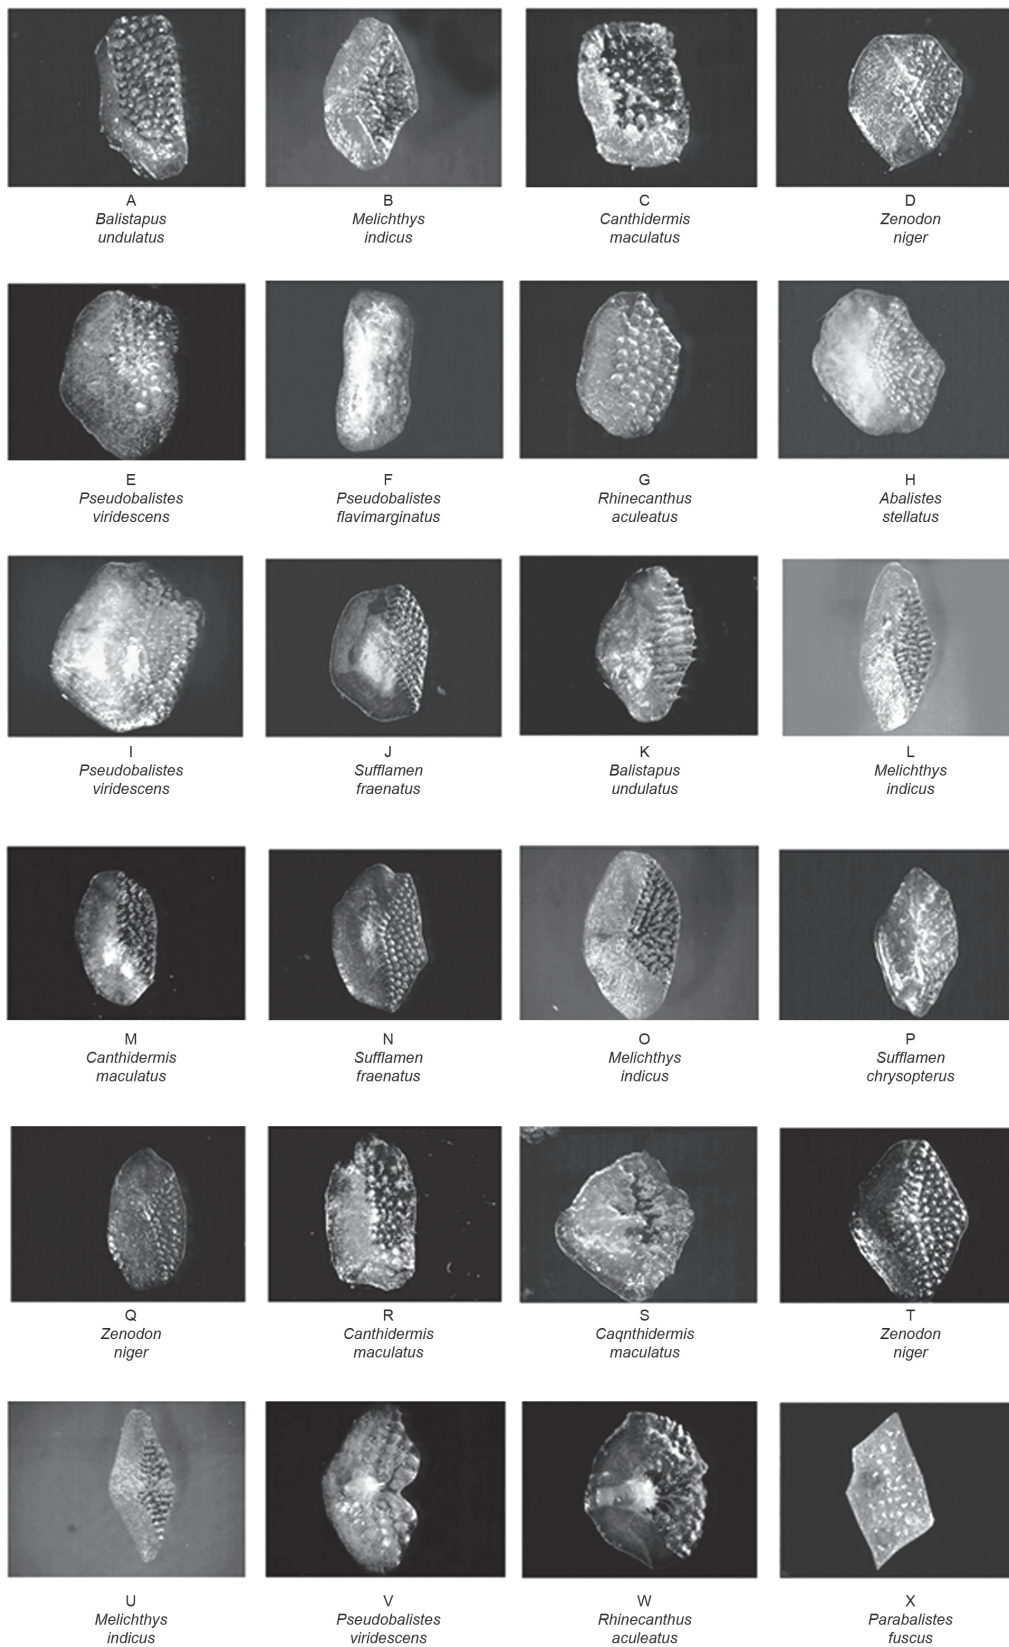 A
Balistapus
undulatus
B
Melichthys
indicus
C
Canthidermis
maculatus
D
Zenodon
niger
E
Pseudobalistes
viridescens
F
Pseudobalistes
flavimarginatus
G
Rhinecanthus
aculeatus
H
Abalistes
stellatus
I
Pseudobalistes
viridescens
J
Sufflamen
fraenatus
K
Balistapus
undulatus
L
Melichthys
indicus
M
Canthidermis
maculatus
N
Sufflamen
fraenatus
O
Melichthys
indicus
P
Sufflamen
chrysopterus
Q
Zenodon
niger
R
Canthidermis
maculatus
S
Caqnthidermis
maculatus
T
Zenodon
niger
U
Melichthys
indicus
V
Pseudobalistes
viridescens
W
Rhinecanthus
aculeatus
X
Parabalistes
fuscus